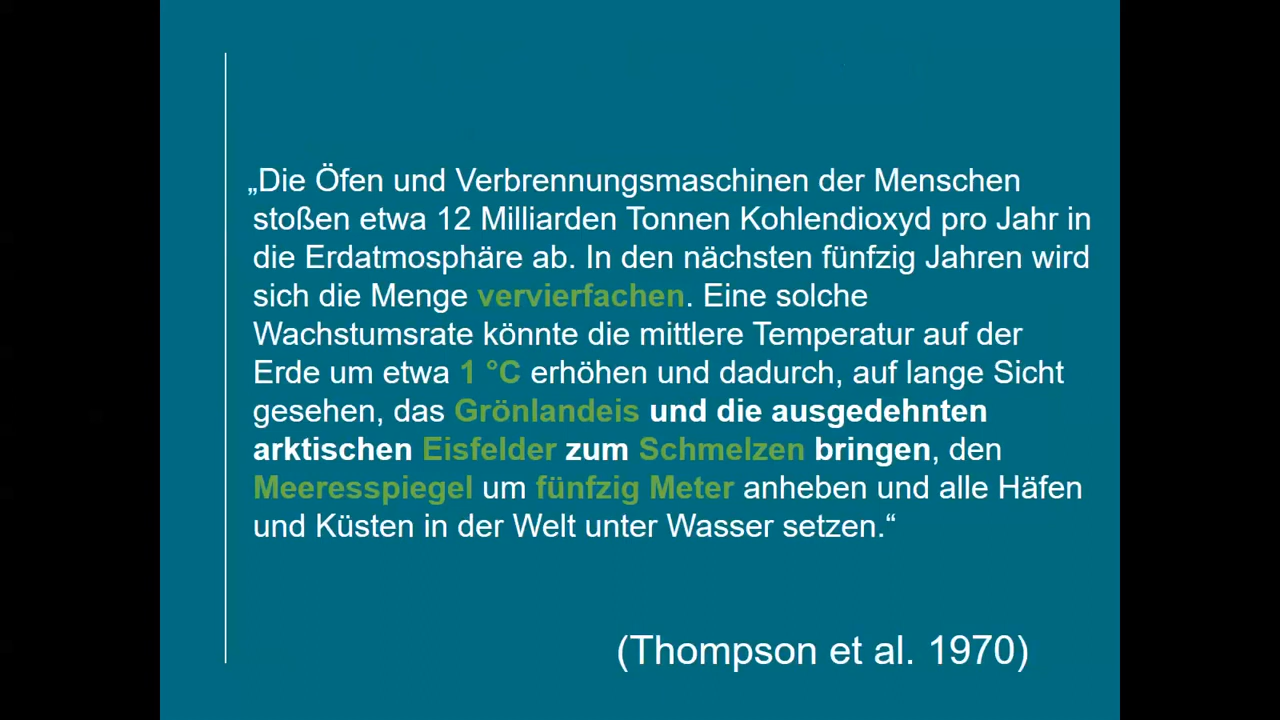 „Die Öfen und Verbrennungsmaschinen der Menschen
stoßen etwa 12 Milliarden Tonnen Kohlendioxyd pro Jahr in
die Erdatmosphäre ab. In den nächsten fünfzig Jahren wird
sich die Menge vervierfachen. Eine solche
Wachstumsrate könnte die mittlere Temperatur auf der
Erde um etwa 1 °C erhöhen und dadurch, auf lange Sicht
gesehen, das Grönlandeis und die ausgedehnten
arktischen Eisfelder zum Schmelzen bringen, den
Meeresspiegel um fünfzig Meter anheben und alle Häfen
und Küsten in der Welt unter Wasser setzen.“
(Thompson et al. 1970)